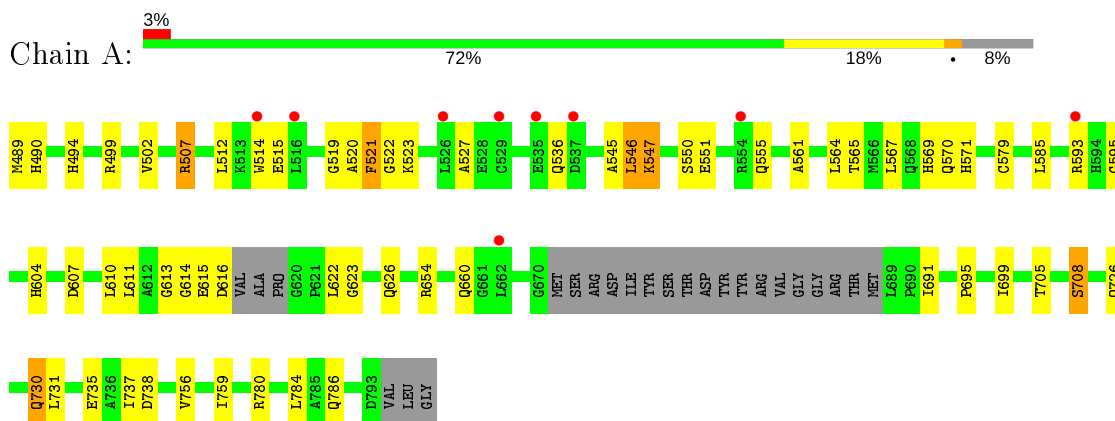 3%
Chain A:
72% 18% • 8%
M489 H490 H494 R499 V502 R507 L512 K513 W514 E515 L516 G519 A520 F521 G522 K523 L526 A527 E528 C529 E535 Q536 D537 A545 L546 K547 S550 E551 R554 Q555 A561 L564 T565 M566 L567 Q568 H569 Q570 H571 C579 L585 R593 H594
H604 D607 L610 L611 A612 G613 G614 E615 D616 VAL ALA PRO G620 P621 L622 G623 Q626 R654 Q660 G661 L662 G670 MET SER ARG ASP ILE TYR SER THR ASP TYR TYR ARG VAL GLY GLY ARG THR MET L689 P690 I691 P695 I699 T705 S708
Q730 L731 E735 A736 I737 D738 V756 I759 R780 L784 A785 Q786 D793 VAL LEU GLY